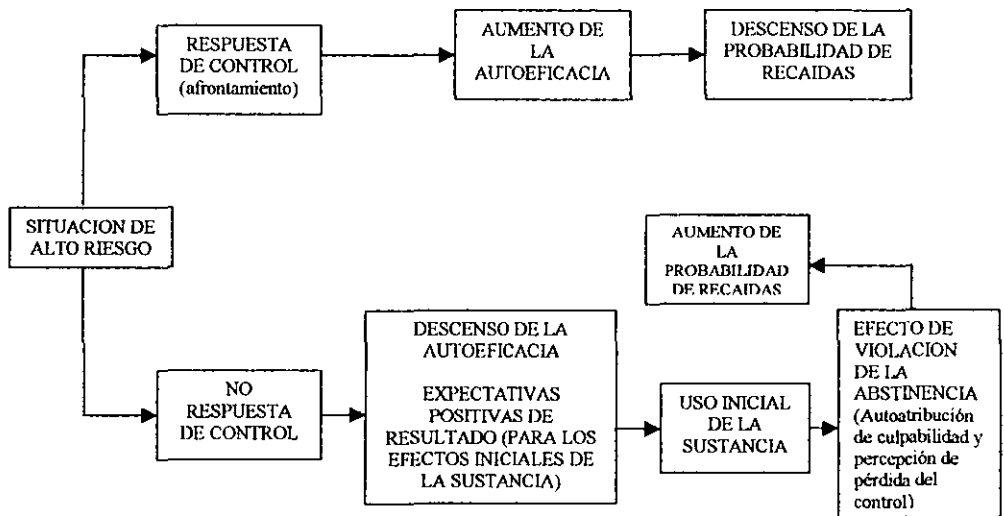 RESPUESTA
DE CONTROL
(afrontamiento)
AUMENTO DE
LA
AUTOEFICACIA
DESCENSO DE LA
PROBABILIDAD DE
RECAIDAS
SITUACION DE
ALTO RIESGO
NO
RESPUESTA
DE CONTROL
DESCENSO DE LA
AUTOEFICACIA
EXPECTATIVAS
POSITIVAS DE
RESULTADO (PARA LOS
EFECTOS INICIALES DE
LA SUSTANCIA)
USO INICIAL
DE LA
SUSTANCIA
EFECTO DE
VIOLACION
DE LA
ABSTINENCIA
(Autoatribución
de culpabilidad y
percepción de
pérdida del
control)
AUMENTO DE
LA
PROBABILIDAD
DE RECAIDAS